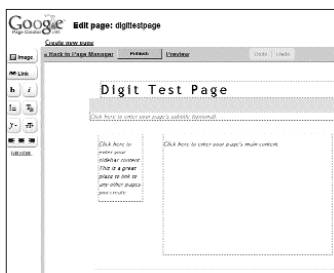 Google
Page Creator
Edit page: digittestpage
Create new page
« Back to Page Manager
Publish
Preview
Undo
Image
Link
b
i
Digit Test Page
Click here to enter your page's subtitle (optional).
Click here to
enter your
sidebar content.
This is a great
place to link to
any other pages
you create.
Click here to enter your page's main content.